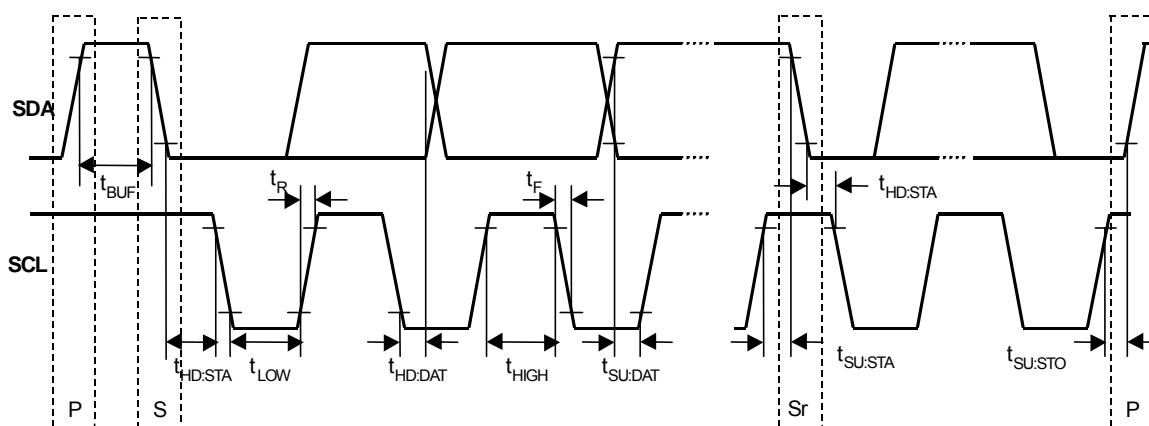 SDA
t_BUF
t_R
t_F
t_HD:STA
SCL
t_HD:STA
t_LOW
t_HD:DAT
t_HIGH
t_SU:DAT
t_SU:STA
t_SU:STO
P
S
Sr
P